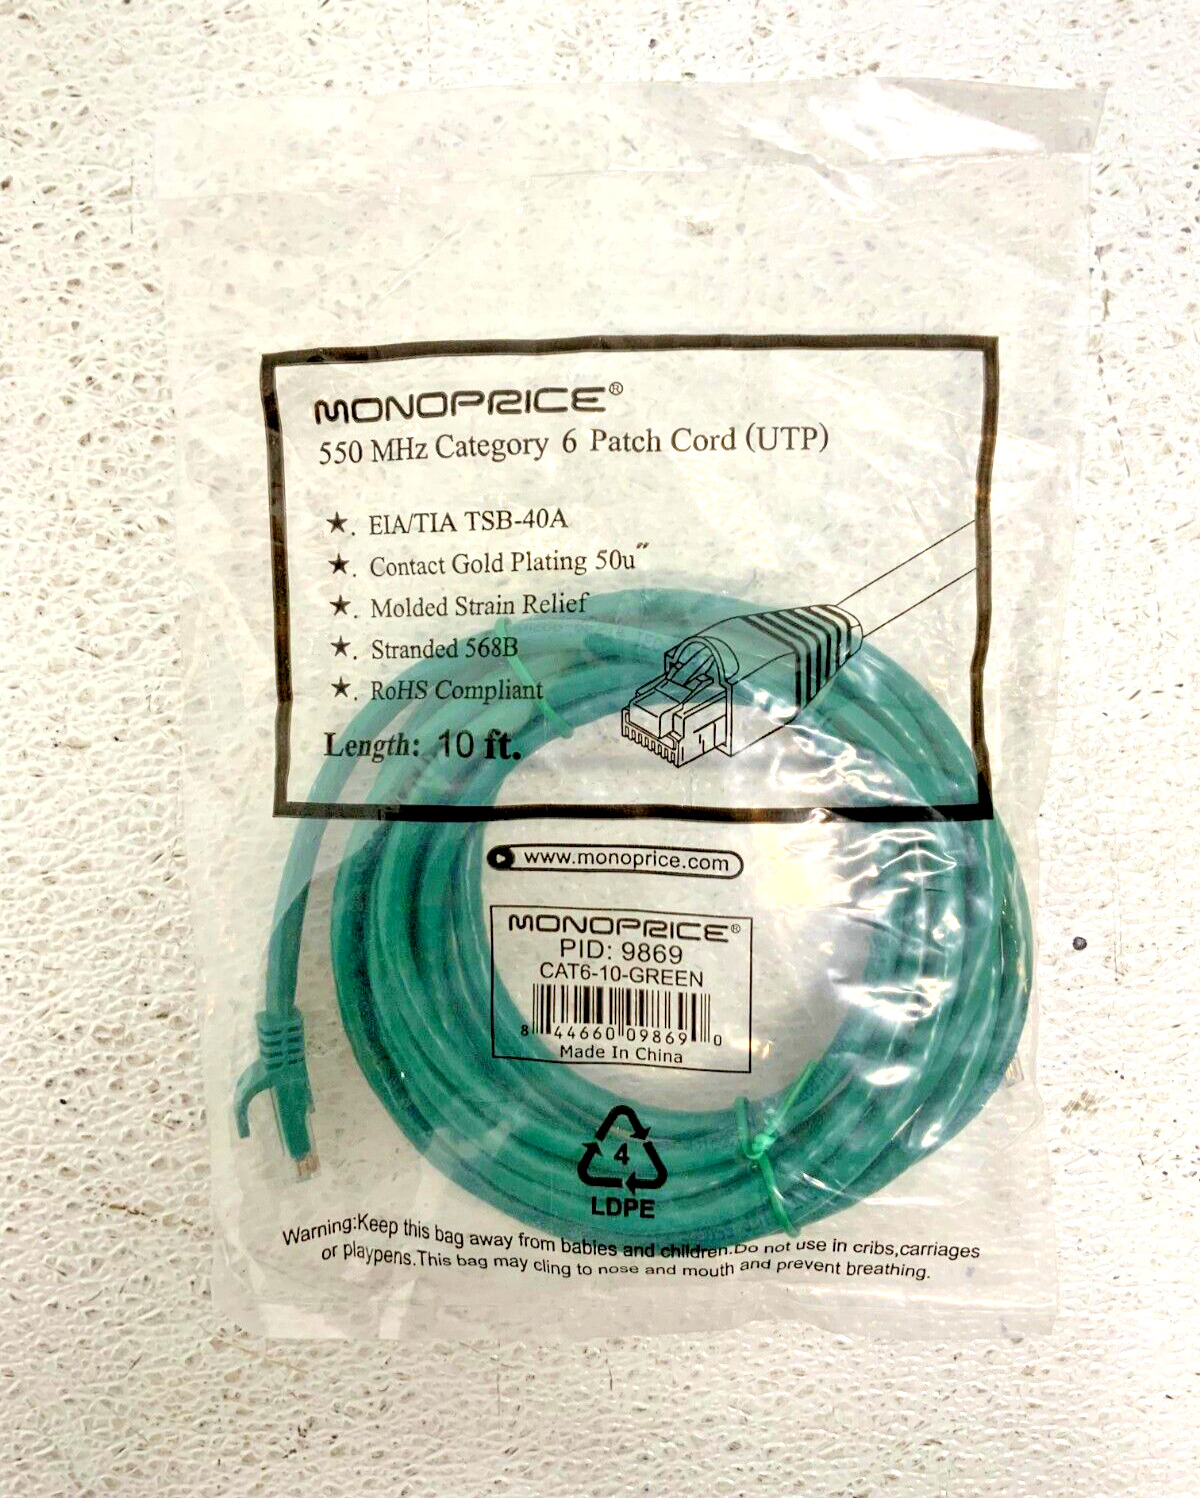 MONOPRICE®
550 MHz Category 6 Patch Cord (UTP)
★. EIA/TIA TSB-40A
★. Contact Gold Plating 50u"
★. Molded Strain Relief
★. Stranded 568B
★. RoHS Compliant
Length: 10 ft.
www.monoprice.com
MONOPRICE®
PID: 9869
CAT6-10-GREEN
8 44660 09869 0
Made In China
4
LDPE
Warning:Keep this bag away from babies and children.Do not use in cribs,carriages
or playpens.This bag may cling to nose and mouth and prevent breathing.